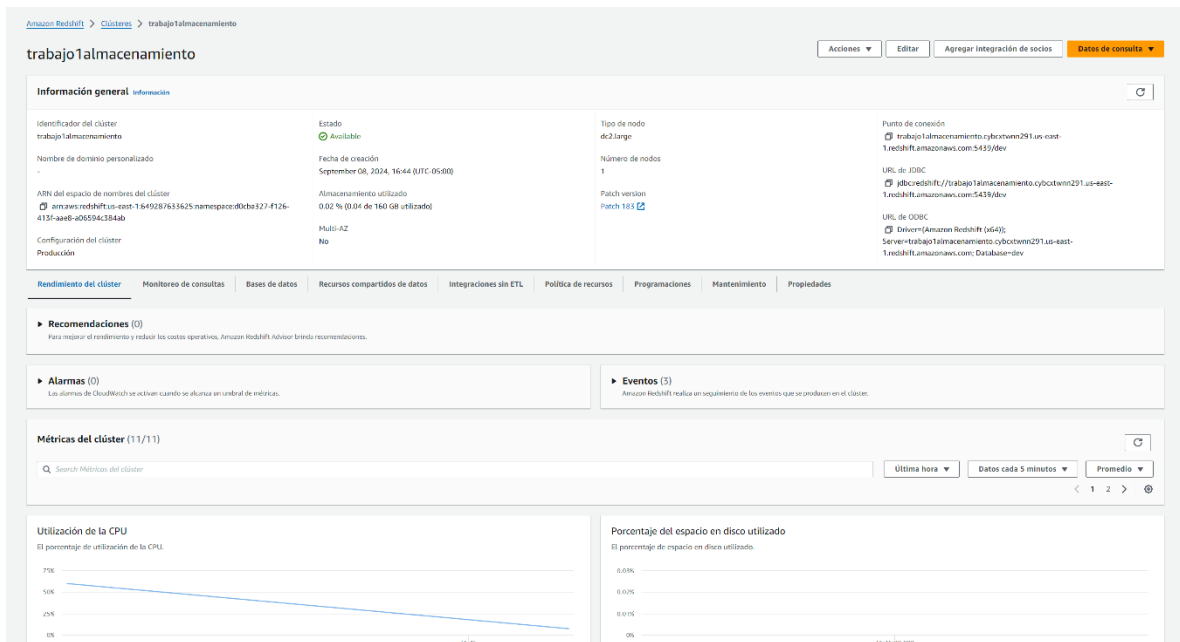 Amazon Redshift > Clústeres > trabajo1almacenamiento
trabajo1almacenamiento
Acciones ▼
Editar
Agregar integración de socios
Datos de consulta ▼
Información general Información
Identificador del clúster
trabajo1almacenamiento
Nombre de dominio personalizado
-
ARN del espacio de nombres del clúster
arn:aws:redshift:us-east-1:649287633625:namespace:d0cba327-f126-
413f-aae8-a06594c384ab
Configuración del clúster
Producción
Estado
Available
Fecha de creación
September 08, 2024, 16:44 (UTC-05:00)
Almacenamiento utilizado
0.02 % (0.04 de 160 GB utilizado)
Multi-AZ
No
Tipo de nodo
dc2.large
Número de nodos
1
Patch version
Patch 183
Punto de conexión
trabajo1almacenamiento.cybcxtwnn291.us-east-
1.redshift.amazonaws.com:5439/dev
URL de JDBC
jdbc:redshift://trabajo1almacenamiento.cybcxtwnn291.us-east-
1.redshift.amazonaws.com:5439/dev
URL de ODBC
Driver={Amazon Redshift (x64)};
Server=trabajo1almacenamiento.cybcxtwnn291.us-east-
1.redshift.amazonaws.com; Database=dev
Rendimiento del clúster
Monitoreo de consultas
Bases de datos
Recursos compartidos de datos
Integraciones sin ETL
Política de recursos
Programaciones
Mantenimiento
Propiedades
Recomendaciones (0)
Para mejorar el rendimiento y reducir los costos operativos, Amazon Redshift Advisor brinda recomendaciones.
Alarmas (0)
Las alarmas de CloudWatch se activan cuando se alcanza un umbral de métricas.
Eventos (3)
Amazon Redshift realiza un seguimiento de los eventos que se producen en el clúster.
Métricas del clúster (11/11)
Search Métricas del clúster
Última hora ▼
Datos cada 5 minutos ▼
Promedio ▼
< 1 2 >
Utilización de la CPU
El porcentaje de utilización de la CPU.
75%
50%
25%
0%
Porcentaje del espacio en disco utilizado
El porcentaje de espacio en disco utilizado.
0.03%
0.02%
0.01%
0%